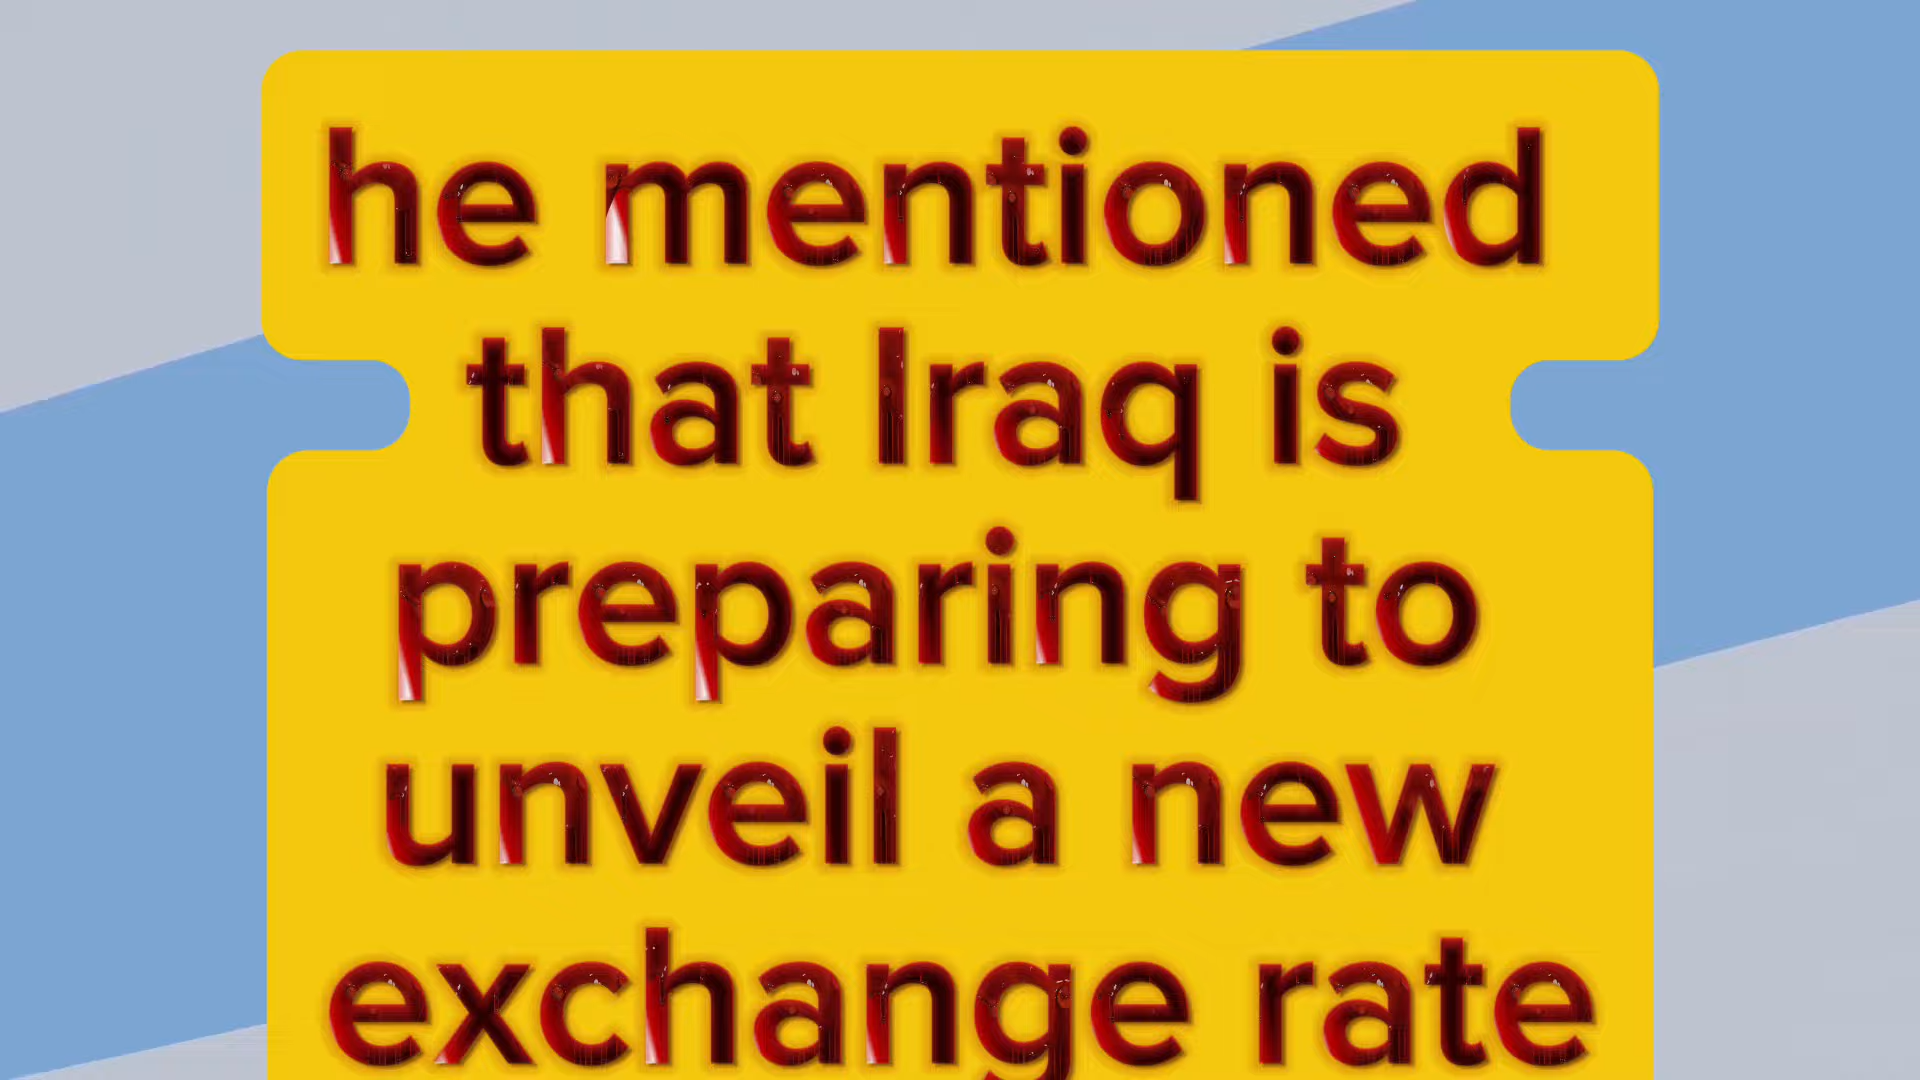 he mentioned
that Iraq is
preparing to
unveil a new
exchange rate